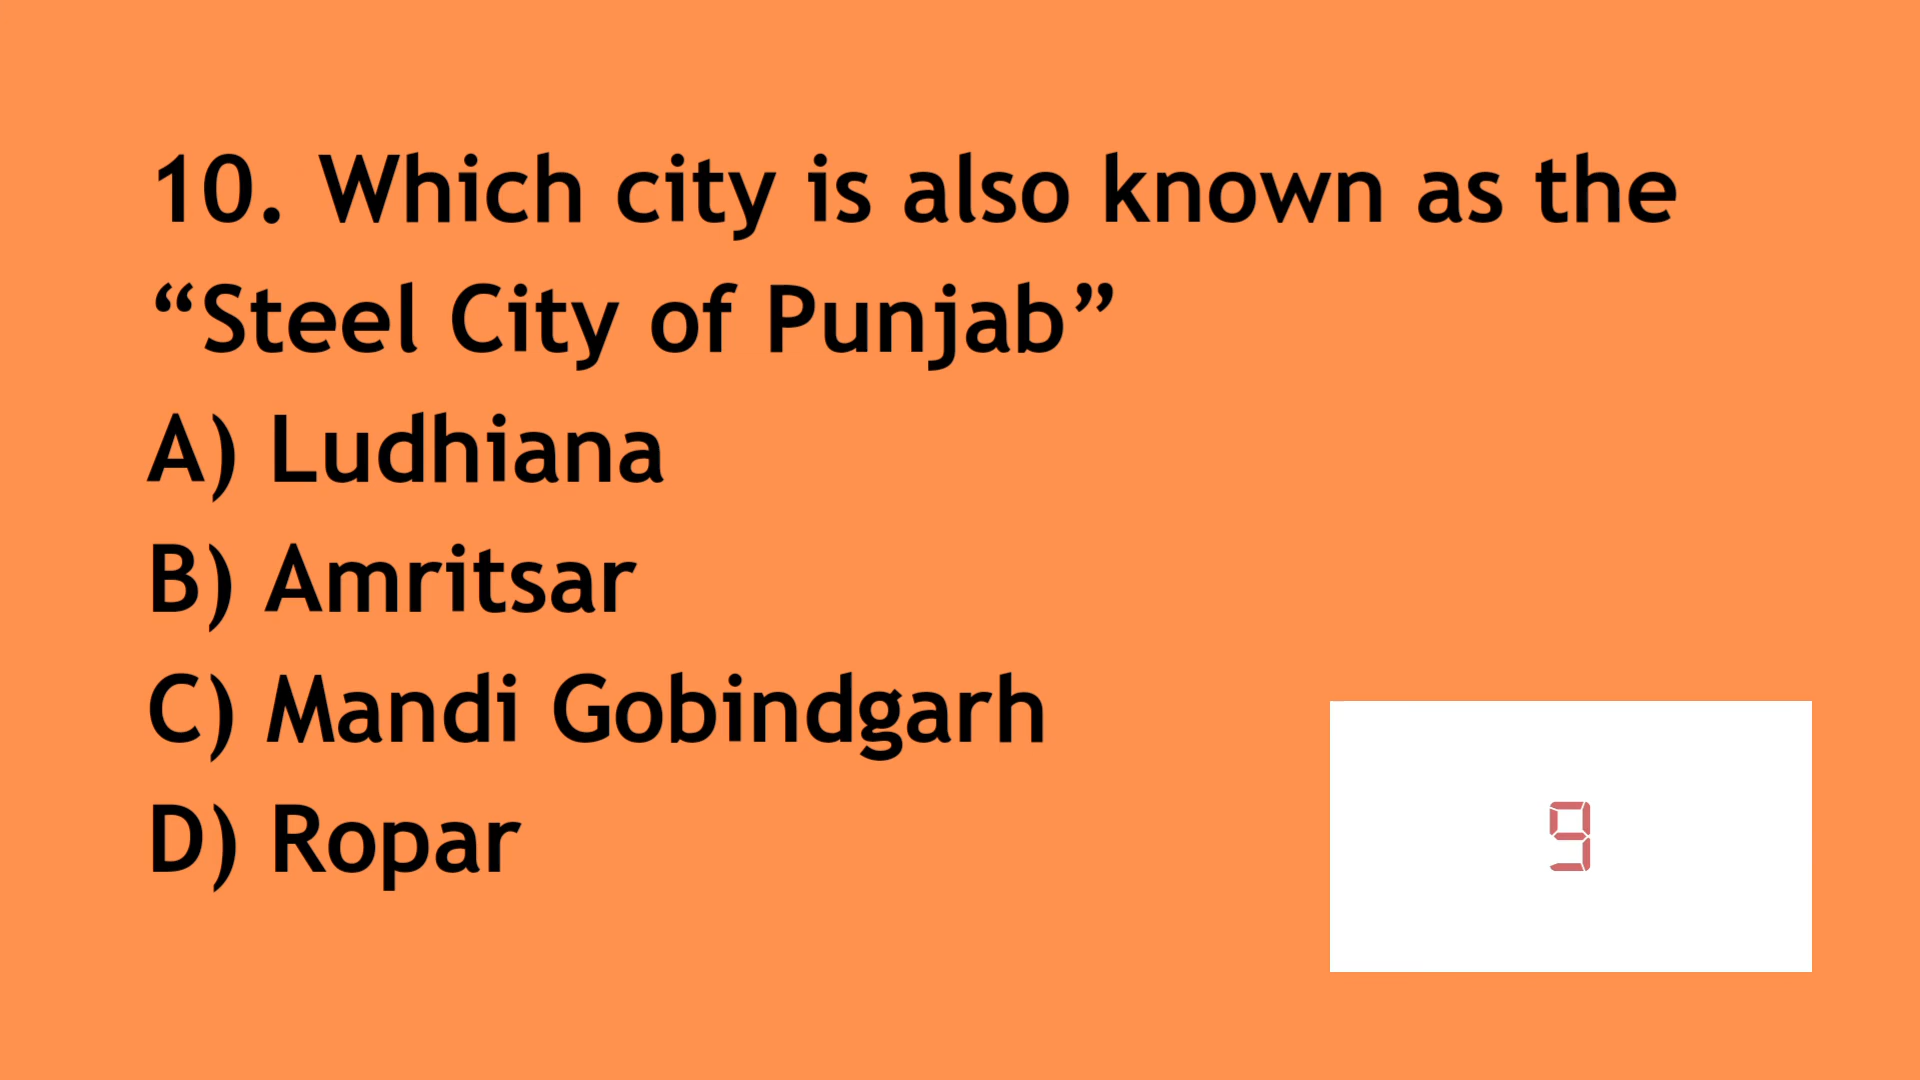 10. Which city is also known as the
“Steel City of Punjab”
A) Ludhiana
B) Amritsar
C) Mandi Gobindgarh
D) Ropar
9